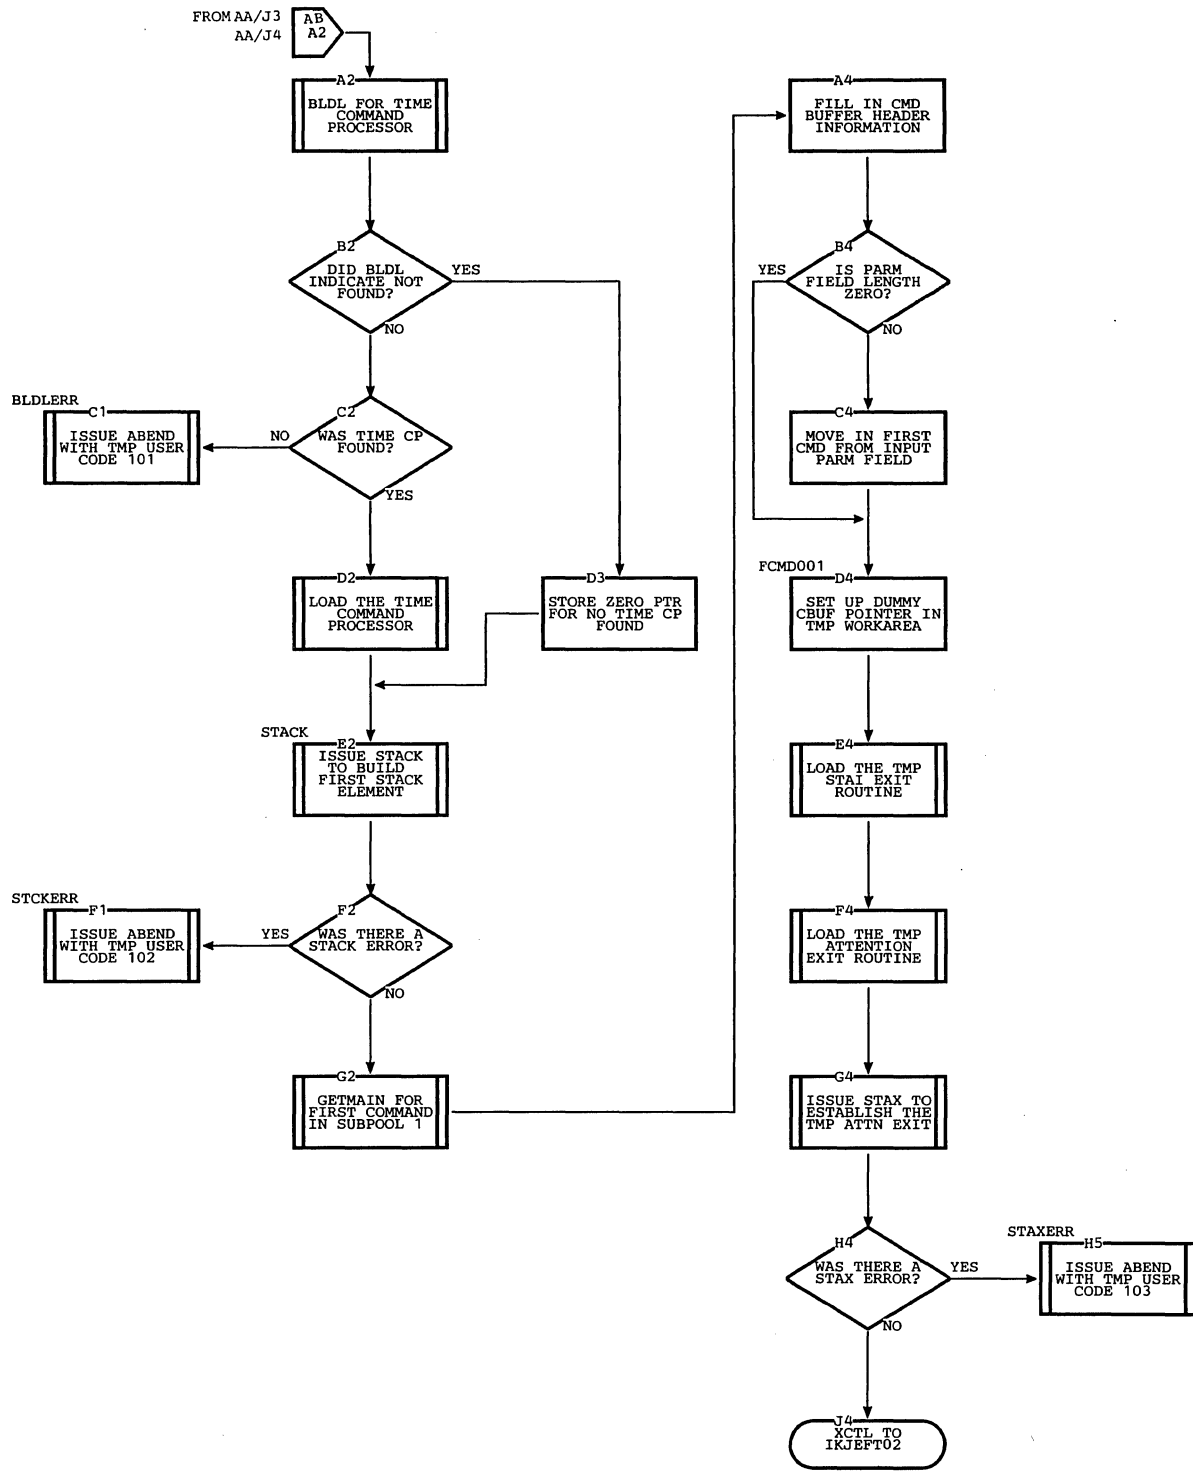 FROM AA/J3
AA/J4
AB
A2
A2
BLDL FOR TIME
COMMAND
PROCESSOR
B2
DID BLDL
INDICATE NOT
FOUND?
YES
NO
BLDLERR
C1
ISSUE ABEND
WITH TMP USER
CODE 101
NO
C2
WAS TIME CP
FOUND?
YES
D2
LOAD THE TIME
COMMAND
PROCESSOR
D3
STORE ZERO PTR
FOR NO TIME CP
FOUND
STACK
E2
ISSUE STACK
TO BUILD
FIRST STACK
ELEMENT
STCKERR
F1
ISSUE ABEND
WITH TMP USER
CODE 102
YES
F2
WAS THERE A
STACK ERROR?
NO
G2
GETMAIN FOR
FIRST COMMAND
IN SUBPOOL 1
A4
FILL IN CMD
BUFFER HEADER
INFORMATION
B4
YES
IS PARM
FIELD LENGTH
ZERO?
NO
C4
MOVE IN FIRST
CMD FROM INPUT
PARM FIELD
FCMD001
D4
SET UP DUMMY
CBUF POINTER IN
TMP WORKAREA
E4
LOAD THE TMP
STAI EXIT
ROUTINE
F4
LOAD THE TMP
ATTENTION
EXIT ROUTINE
G4
ISSUE STAX TO
ESTABLISH THE
TMP ATTN EXIT
H4
WAS THERE A
STAX ERROR?
YES
NO
STAXERR
H5
ISSUE ABEND
WITH TMP USER
CODE 103
J4
XCTL TO
IKJEFT02